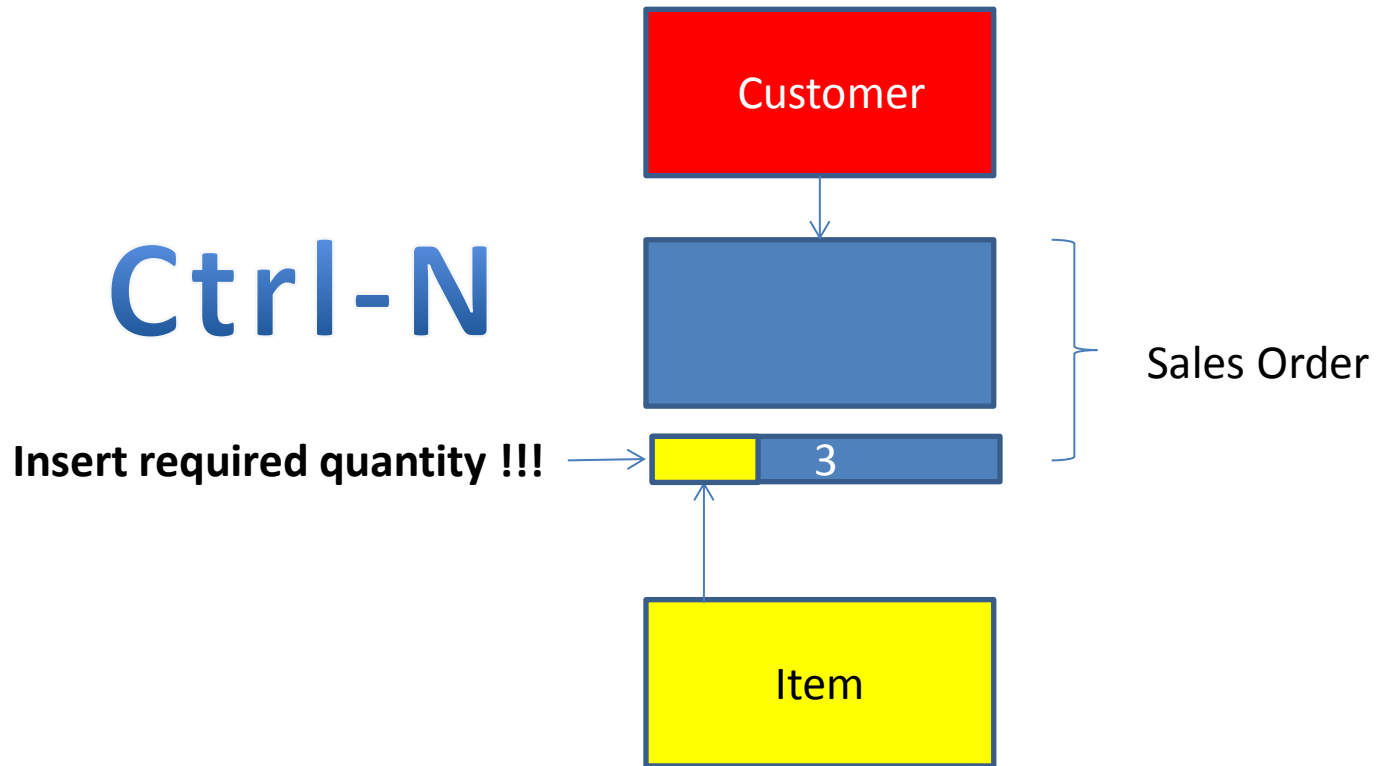 Customer
Ctrl-N
Sales Order
Insert required quantity !!!
3
Item